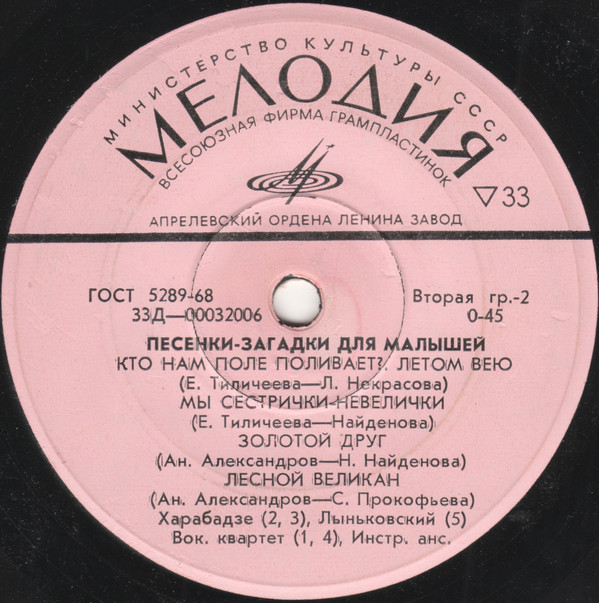 МИНИСТЕРСТВО КУЛЬТУРЫ СССР
МЕЛОДИЯ
ВСЕСОЮЗНАЯ ФИРМА ГРАМПЛАСТИНОК
▽33
АПРЕЛЕВСКИЙ ОРДЕНА ЛЕНИНА ЗАВОД
ГОСТ 5289-68 Вторая гр.-2
33Д—00032006 0-45
ПЕСЕНКИ-ЗАГАДКИ ДЛЯ МАЛЫШЕЙ
КТО НАМ ПОЛЕ ПОЛИВАЕТ?. ЛЕТОМ ВЕЮ
(Е. Тиличеева—Л. Некрасова)
МЫ СЕСТРИЧКИ-НЕВЕЛИЧКИ
(Е. Тиличеева—Найденова)
ЗОЛОТОЙ ДРУГ
(Ан. Александров—Н. Найденова)
ЛЕСНОЙ ВЕЛИКАН
(Ан. Александров—С. Прокофьева)
Харабадзе (2, 3), Лыньковский (5)
Вок. квартет (1, 4), Инстр. анс.